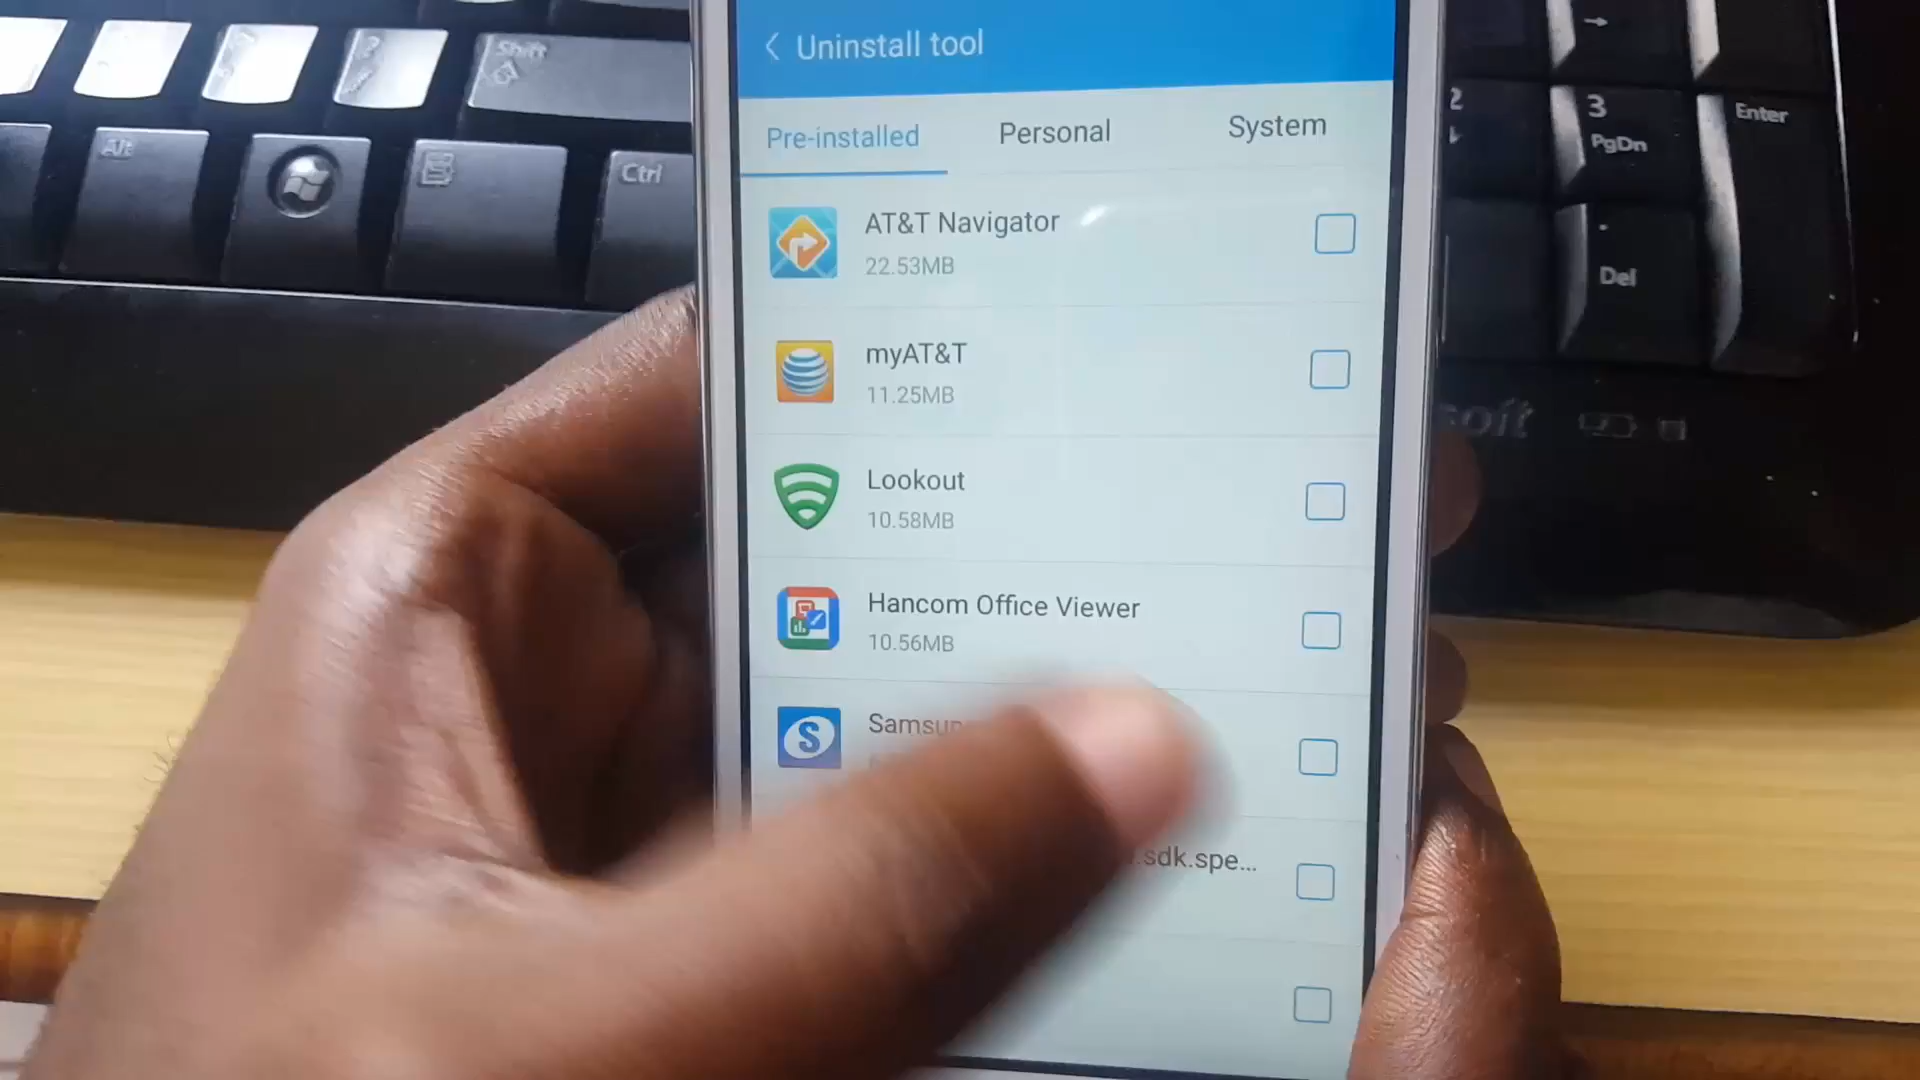 Uninstall tool
Pre-installed
Personal
System
AT&T Navigator
22.53MB
myAT&T
11.25MB
Lookout
10.58MB
Hancom Office Viewer
10.56MB
.sdk.spe...
Shift
Alt
Ctrl
2
3
PgDn
Enter
Del